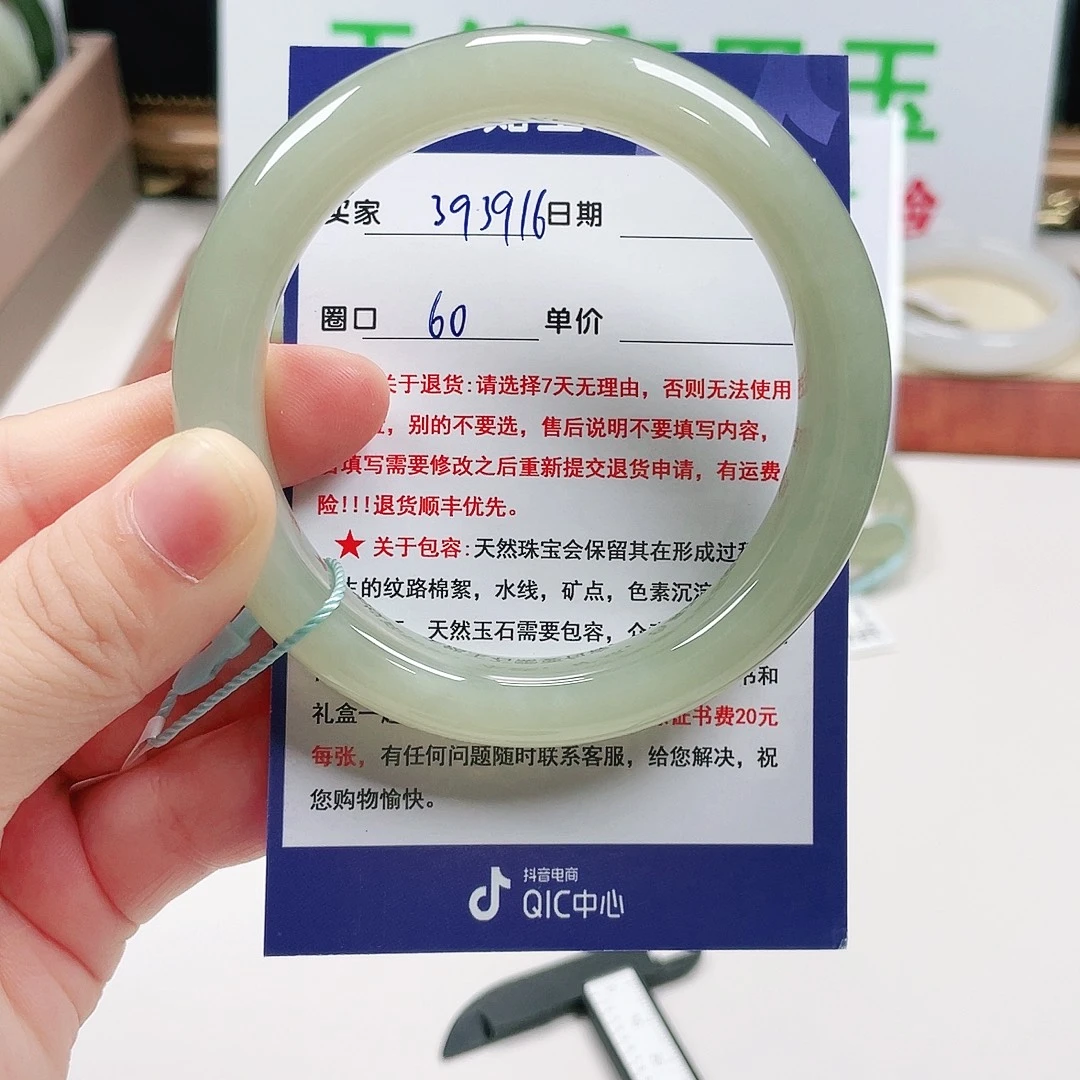 玉
验
买家 393916 日期
圈口 60 单价
关于退货:请选择7天无理由，否则无法使用
，别的不要选，售后说明不要填写内容，
填写需要修改之后重新提交退货申请，有运费
险!!!退货顺丰优先。
★关于包容:天然珠宝会保留其在形成过
的纹路棉絮，水线，矿点，色素沉淀
天然玉石需要包容，
书和
礼盒一 证书费20元
每张，有任何问题随时联系客服，给您解决，祝
您购物愉快。
抖音电商
QIC中心